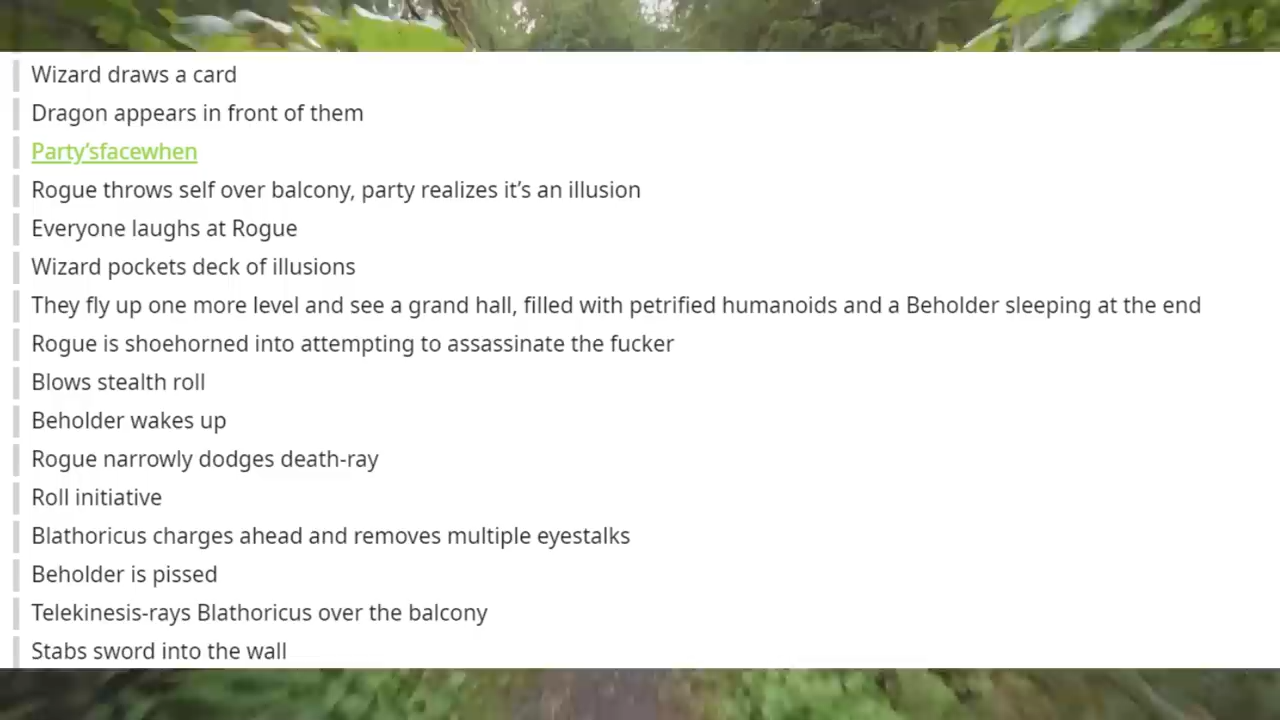 Wizard draws a card
Dragon appears in front of them
Party’sfacewhen
Rogue throws self over balcony, party realizes it’s an illusion
Everyone laughs at Rogue
Wizard pockets deck of illusions
They fly up one more level and see a grand hall, filled with petrified humanoids and a Beholder sleeping at the end
Rogue is shoehorned into attempting to assassinate the fucker
Blows stealth roll
Beholder wakes up
Rogue narrowly dodges death-ray
Roll initiative
Blathoricus charges ahead and removes multiple eyestalks
Beholder is pissed
Telekinesis-rays Blathoricus over the balcony
Stabs sword into the wall